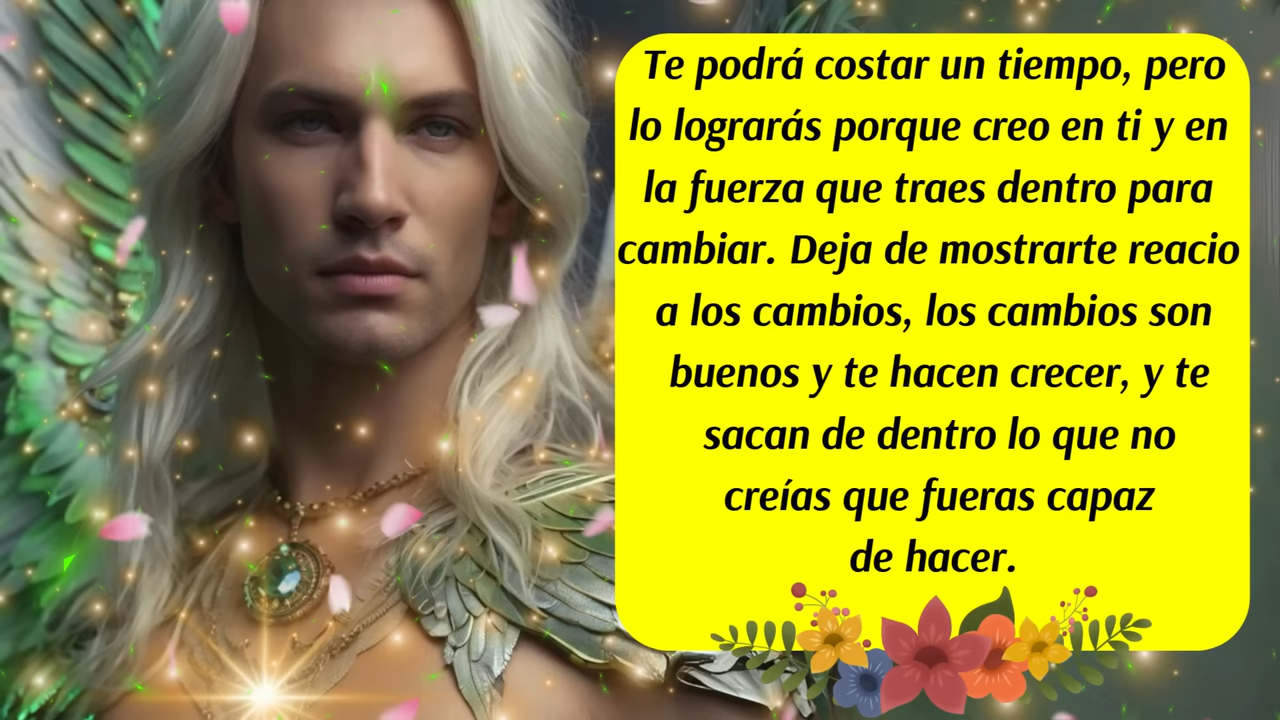 Te podrá costar un tiempo, pero
lo lograrás porque creo en ti y en
la fuerza que traes dentro para
cambiar. Deja de mostrarte reacio
a los cambios, los cambios son
buenos y te hacen crecer, y te
sacan de dentro lo que no
creías que fueras capaz
de hacer.